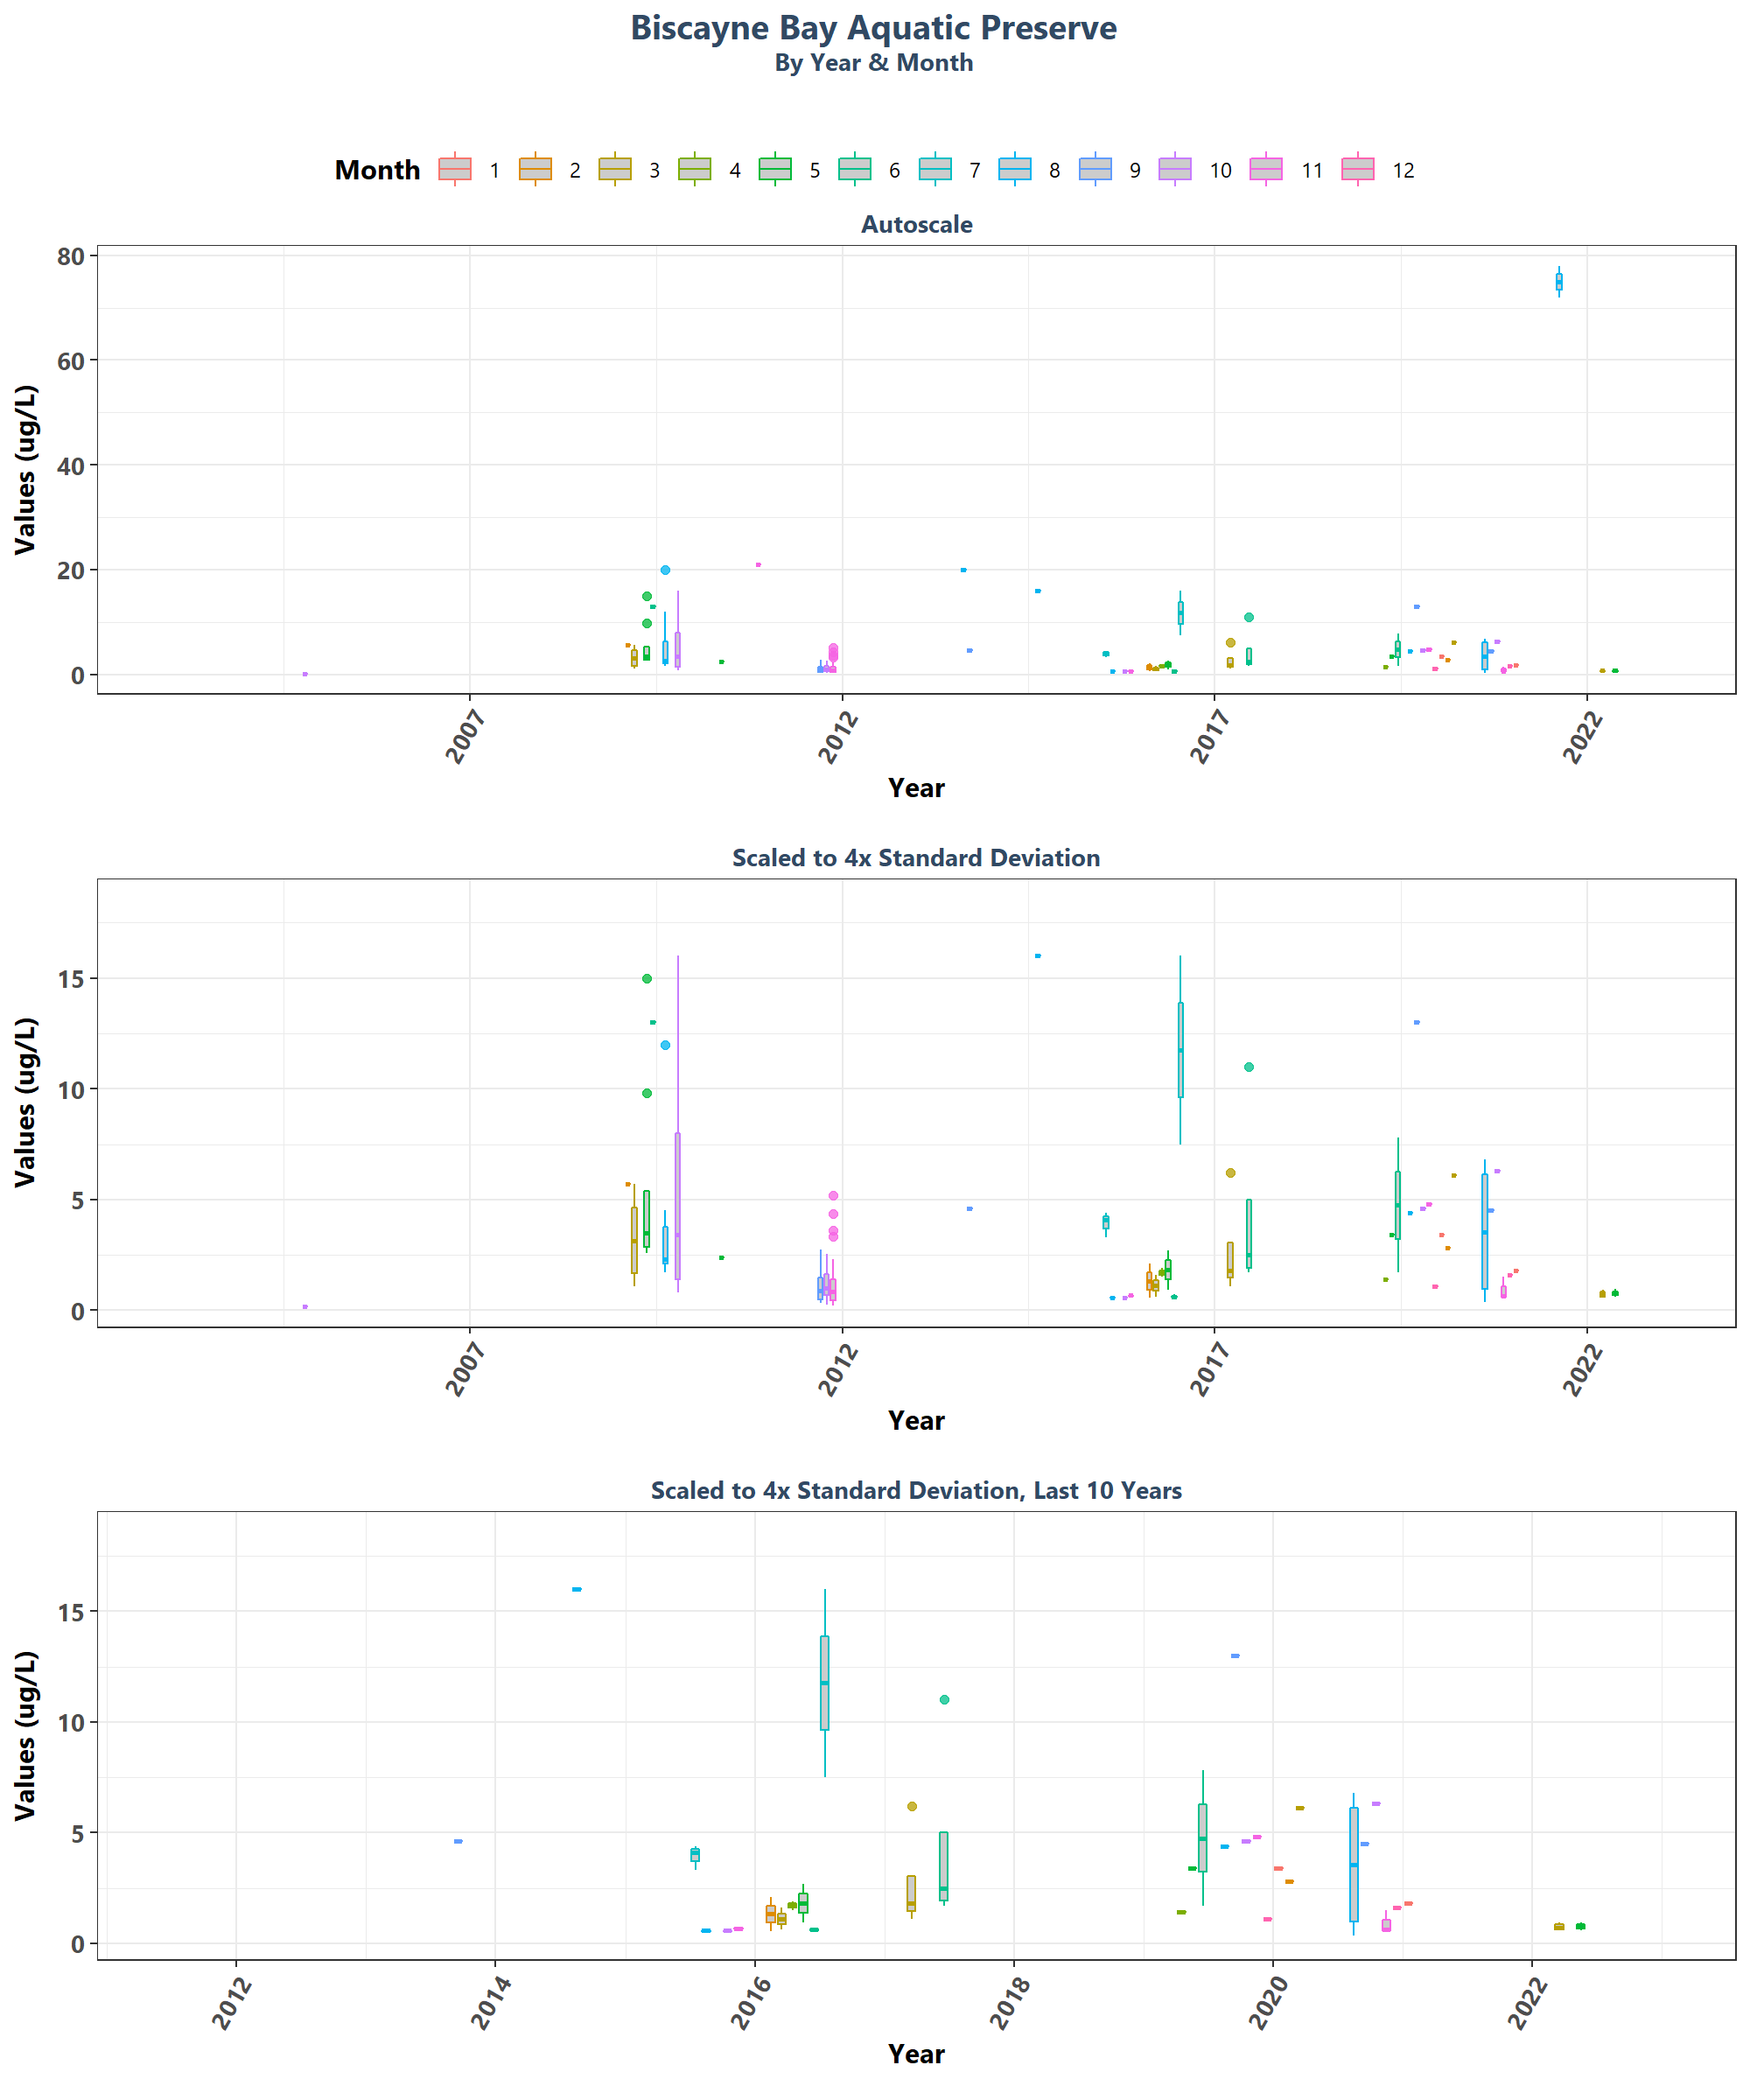 Biscayne Bay Aquatic Preserve
By Year & Month
Month 1 2 3 4 5 6 7 8 9 10 11 12
Autoscale
Values (ug/L)
80
60
40
20
0
2007 2012 2017 2022
Year
Scaled to 4x Standard Deviation
Values (ug/L)
15
10
5
0
2007 2012 2017 2022
Year
Scaled to 4x Standard Deviation, Last 10 Years
Values (ug/L)
15
10
5
0
2012 2014 2016 2018 2020 2022
Year